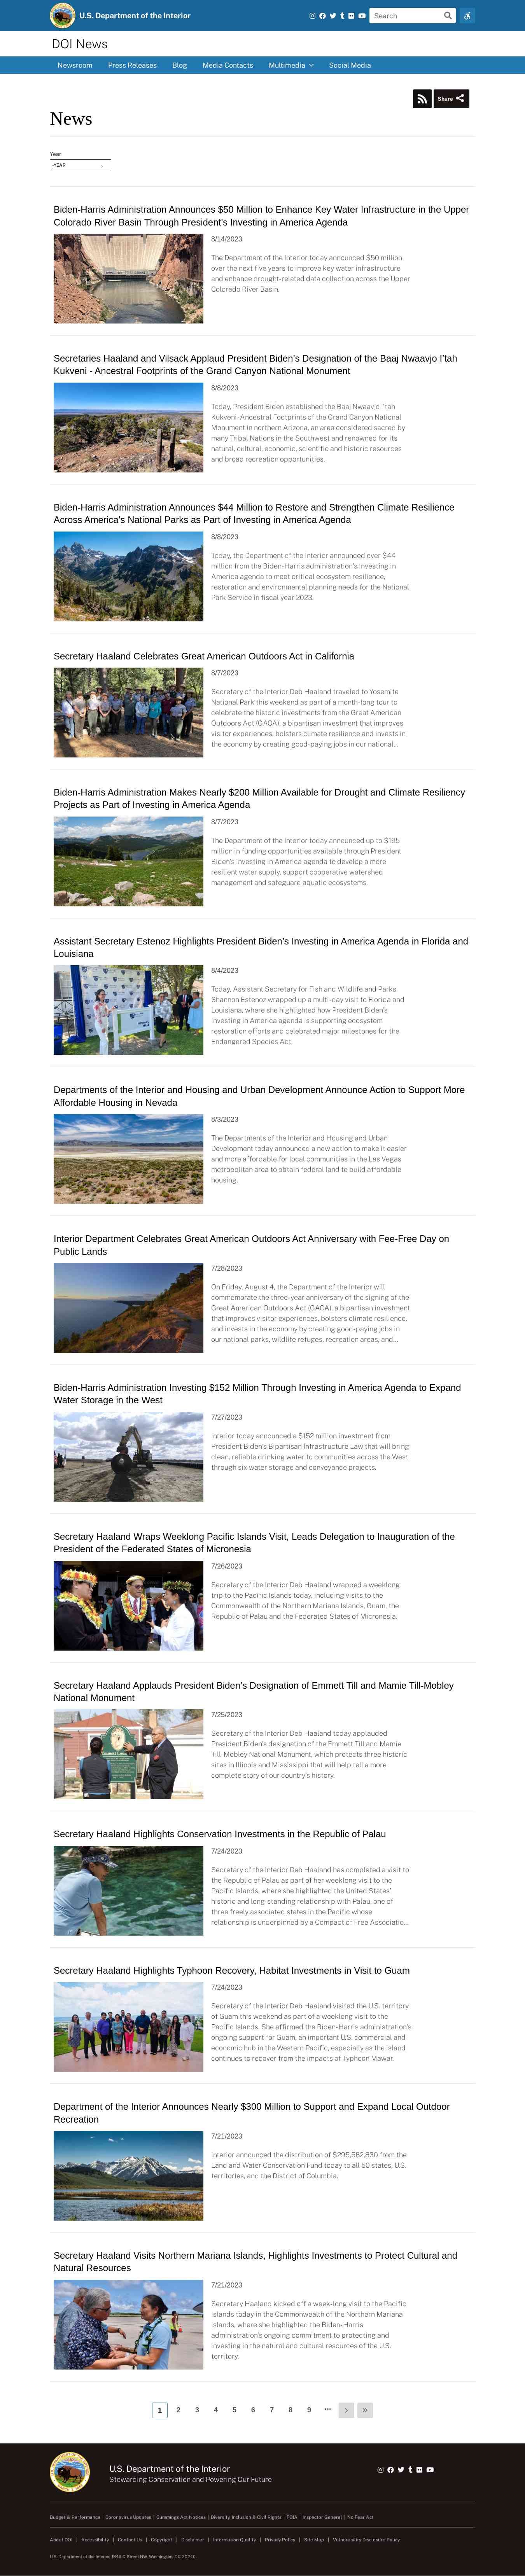 U.S. Department of the Interior
Search
DOI News
Newsroom Press Releases Blog Media Contacts Multimedia Social Media
Share
News
Year
-YEAR
Biden-Harris Administration Announces $50 Million to Enhance Key Water Infrastructure in the Upper
Colorado River Basin Through President’s Investing in America Agenda
8/14/2023
The Department of the Interior today announced $50 million
over the next five years to improve key water infrastructure
and enhance drought-related data collection across the Upper
Colorado River Basin.
Secretaries Haaland and Vilsack Applaud President Biden’s Designation of the Baaj Nwaavjo I’tah
Kukveni - Ancestral Footprints of the Grand Canyon National Monument
8/8/2023
Today, President Biden established the Baaj Nwaavjo I’tah
Kukveni-Ancestral Footprints of the Grand Canyon National
Monument in northern Arizona, an area considered sacred by
many Tribal Nations in the Southwest and renowned for its
natural, cultural, economic, scientific and historic resources
and broad recreation opportunities.
Biden-Harris Administration Announces $44 Million to Restore and Strengthen Climate Resilience
Across America’s National Parks as Part of Investing in America Agenda
8/8/2023
Today, the Department of the Interior announced over $44
million from the Biden-Harris administration’s Investing in
America agenda to meet critical ecosystem resilience,
restoration and environmental planning needs for the National
Park Service in fiscal year 2023.
Secretary Haaland Celebrates Great American Outdoors Act in California
8/7/2023
Secretary of the Interior Deb Haaland traveled to Yosemite
National Park this weekend as part of a month-long tour to
celebrate the historic investments from the Great American
Outdoors Act (GAOA), a bipartisan investment that improves
visitor experiences, bolsters climate resilience and invests in
the economy by creating good-paying jobs in our national...
Biden-Harris Administration Makes Nearly $200 Million Available for Drought and Climate Resiliency
Projects as Part of Investing in America Agenda
8/7/2023
The Department of the Interior today announced up to $195
million in funding opportunities available through President
Biden’s Investing in America agenda to develop a more
resilient water supply, support cooperative watershed
management and safeguard aquatic ecosystems.
Assistant Secretary Estenoz Highlights President Biden’s Investing in America Agenda in Florida and
Louisiana
8/4/2023
Today, Assistant Secretary for Fish and Wildlife and Parks
Shannon Estenoz wrapped up a multi-day visit to Florida and
Louisiana, where she highlighted how President Biden’s
Investing in America agenda is supporting ecosystem
restoration efforts and celebrated major milestones for the
Endangered Species Act.
Departments of the Interior and Housing and Urban Development Announce Action to Support More
Affordable Housing in Nevada
8/3/2023
The Departments of the Interior and Housing and Urban
Development today announced a new action to make it easier
and more affordable for local communities in the Las Vegas
metropolitan area to obtain federal land to build affordable
housing.
Interior Department Celebrates Great American Outdoors Act Anniversary with Fee-Free Day on
Public Lands
7/28/2023
On Friday, August 4, the Department of the Interior will
commemorate the three-year anniversary of the signing of the
Great American Outdoors Act (GAOA), a bipartisan investment
that improves visitor experiences, bolsters climate resilience,
and invests in the economy by creating good-paying jobs in
our national parks, wildlife refuges, recreation areas, and...
Biden-Harris Administration Investing $152 Million Through Investing in America Agenda to Expand
Water Storage in the West
7/27/2023
Interior today announced a $152 million investment from
President Biden’s Bipartisan Infrastructure Law that will bring
clean, reliable drinking water to communities across the West
through six water storage and conveyance projects.
Secretary Haaland Wraps Weeklong Pacific Islands Visit, Leads Delegation to Inauguration of the
President of the Federated States of Micronesia
7/26/2023
Secretary of the Interior Deb Haaland wrapped a weeklong
trip to the Pacific Islands today, including visits to the
Commonwealth of the Northern Mariana Islands, Guam, the
Republic of Palau and the Federated States of Micronesia.
Secretary Haaland Applauds President Biden’s Designation of Emmett Till and Mamie Till-Mobley
National Monument
7/25/2023
Secretary of the Interior Deb Haaland today applauded
President Biden’s designation of the Emmett Till and Mamie
Till-Mobley National Monument, which protects three historic
sites in Illinois and Mississippi that will help tell a more
complete story of our country’s history.
Secretary Haaland Highlights Conservation Investments in the Republic of Palau
7/24/2023
Secretary of the Interior Deb Haaland has completed a visit to
the Republic of Palau as part of her weeklong visit to the
Pacific Islands, where she highlighted the United States’
historic and long-standing relationship with Palau, one of
three freely associated states in the Pacific whose
relationship is underpinned by a Compact of Free Associatio...
Secretary Haaland Highlights Typhoon Recovery, Habitat Investments in Visit to Guam
7/24/2023
Secretary of the Interior Deb Haaland visited the U.S. territory
of Guam this weekend as part of a weeklong visit to the
Pacific Islands. She affirmed the Biden-Harris administration’s
ongoing support for Guam, an important U.S. commercial and
economic hub in the Western Pacific, especially as the island
continues to recover from the impacts of Typhoon Mawar.
Department of the Interior Announces Nearly $300 Million to Support and Expand Local Outdoor
Recreation
7/21/2023
Interior announced the distribution of $295,582,830 from the
Land and Water Conservation Fund today to all 50 states, U.S.
territories, and the District of Columbia.
Secretary Haaland Visits Northern Mariana Islands, Highlights Investments to Protect Cultural and
Natural Resources
7/21/2023
Secretary Haaland kicked off a week-long visit to the Pacific
Islands today in the Commonwealth of the Northern Mariana
Islands, where she highlighted the Biden-Harris
administration’s ongoing commitment to protecting and
investing in the natural and cultural resources of the U.S.
territory.
1 2 3 4 5 6 7 8 9 ... › »
U.S. Department of the Interior
Stewarding Conservation and Powering Our Future
Budget & Performance | Coronavirus Updates | Cummings Act Notices | Diversity, Inclusion & Civil Rights | FOIA | Inspector General | No Fear Act
About DOI | Accessibility | Contact Us | Copyright | Disclaimer | Information Quality | Privacy Policy | Site Map | Vulnerability Disclosure Policy
U.S. Department of the Interior, 1849 C Street NW, Washington, DC 20240.